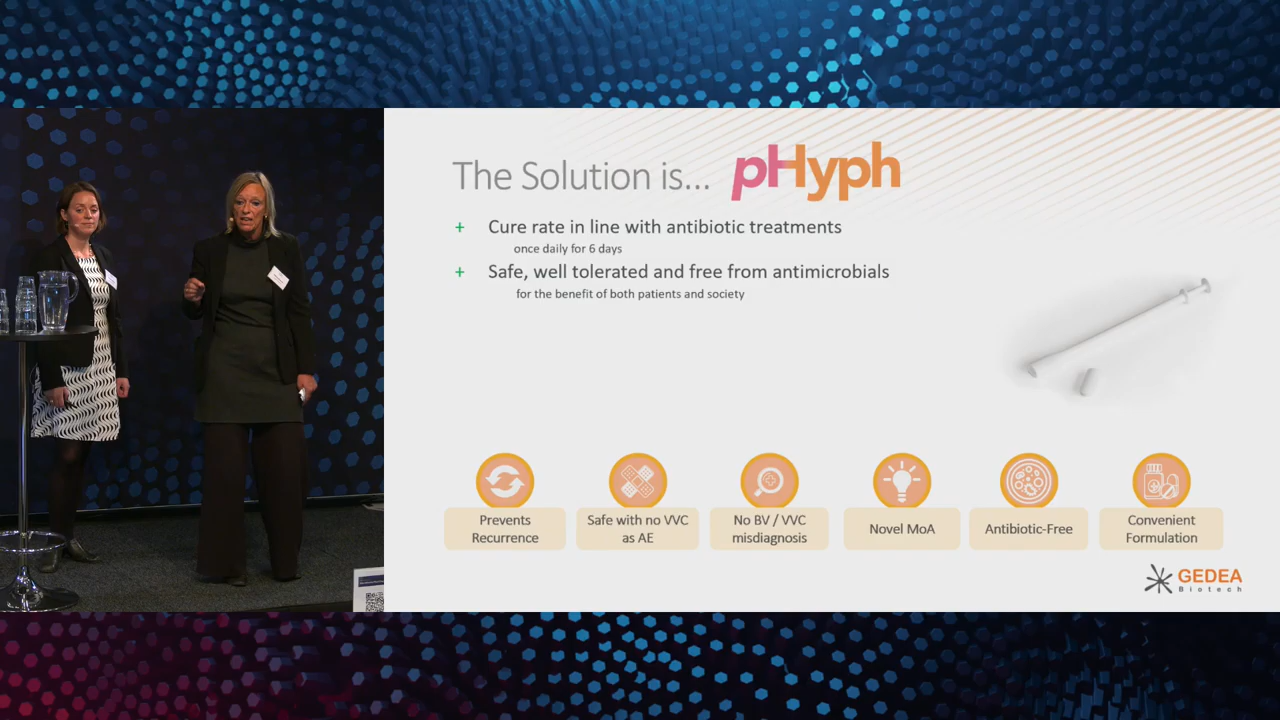 The Solution is... pHyph
+ Cure rate in line with antibiotic treatments
once daily for 6 days
+ Safe, well tolerated and free from antimicrobials
for the benefit of both patients and society
Prevents
Recurrence
Safe with no VVC
as AE
No BV / VVC
misdiagnosis
Novel MoA
Antibiotic-Free
Convenient
Formulation
GEDEA
Biotech